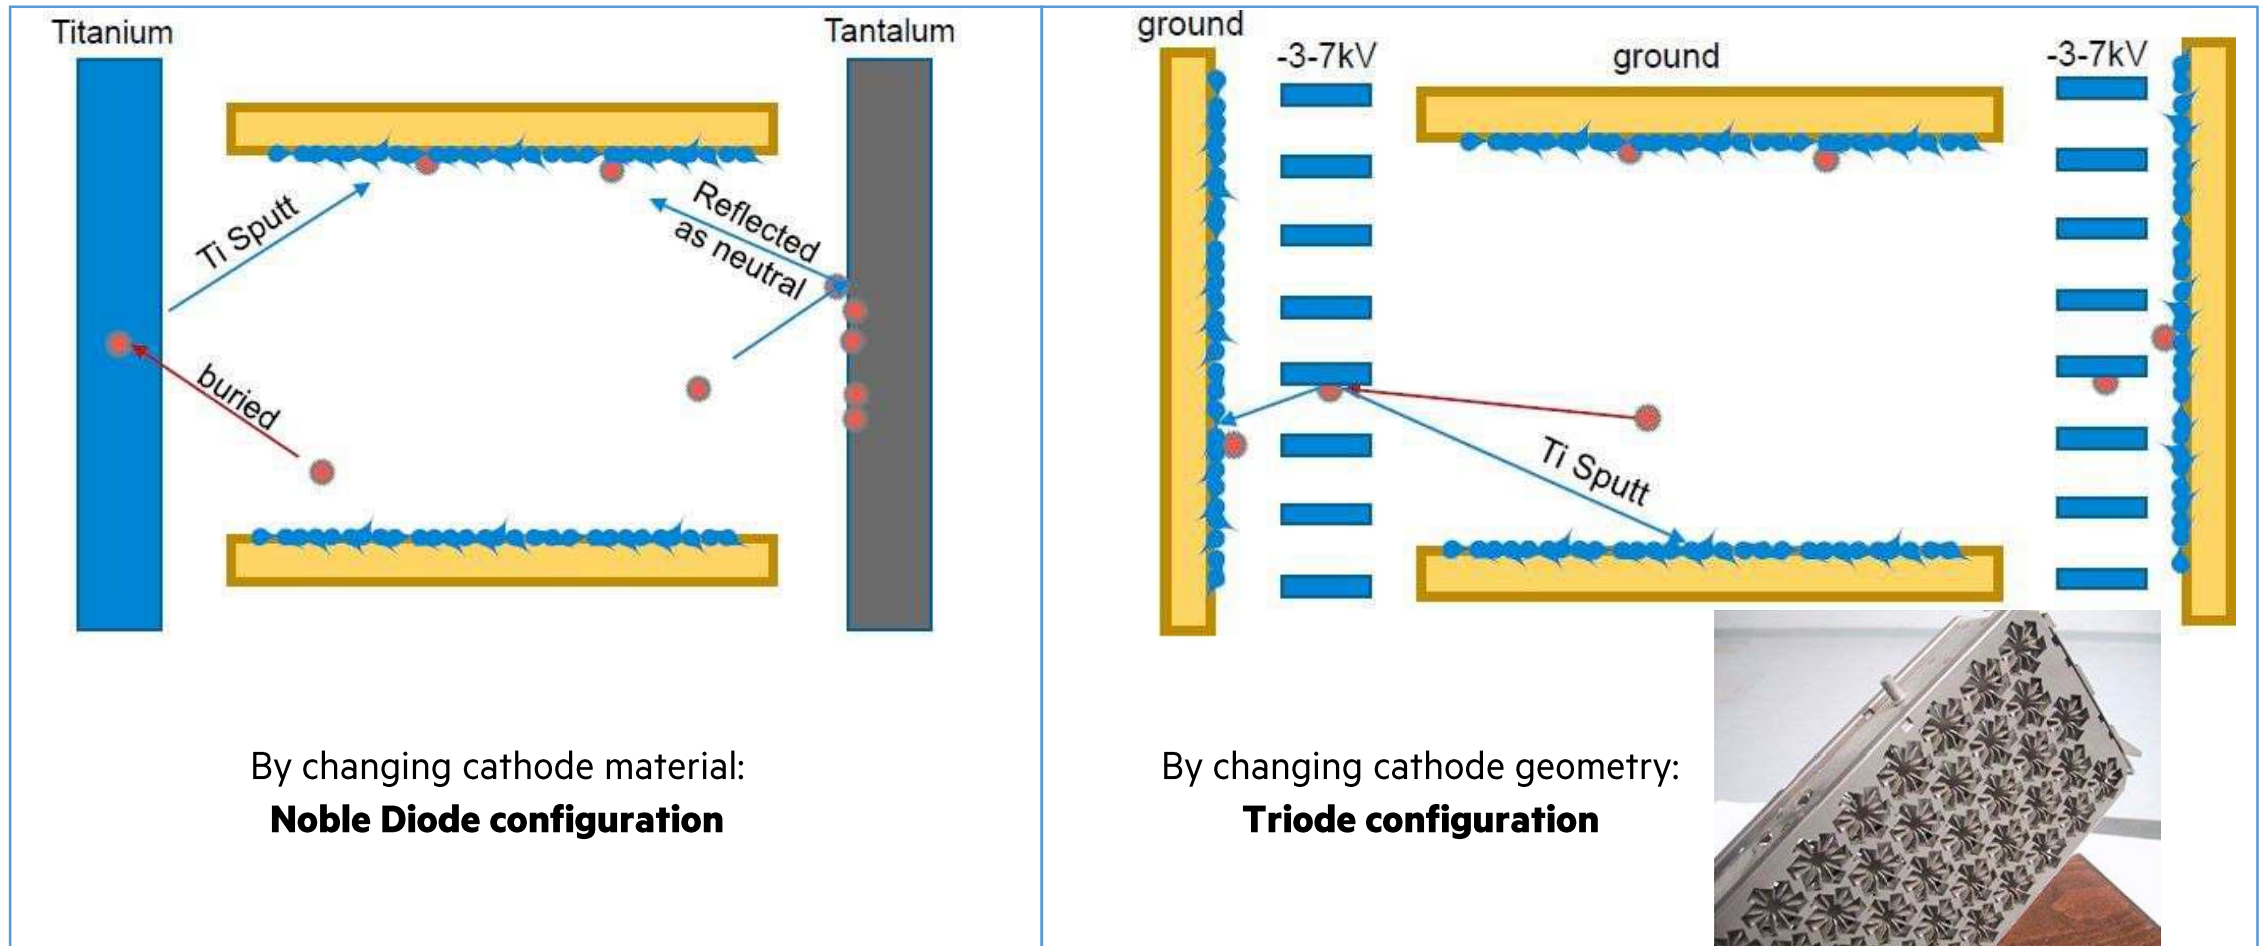 Titanium
Tantalum
Ti Sputt
Reflected
as neutral
buried
By changing cathode material:
Noble Diode configuration
ground
-3-7kV
ground
-3-7kV
Ti Sputt
By changing cathode geometry:
Triode configuration